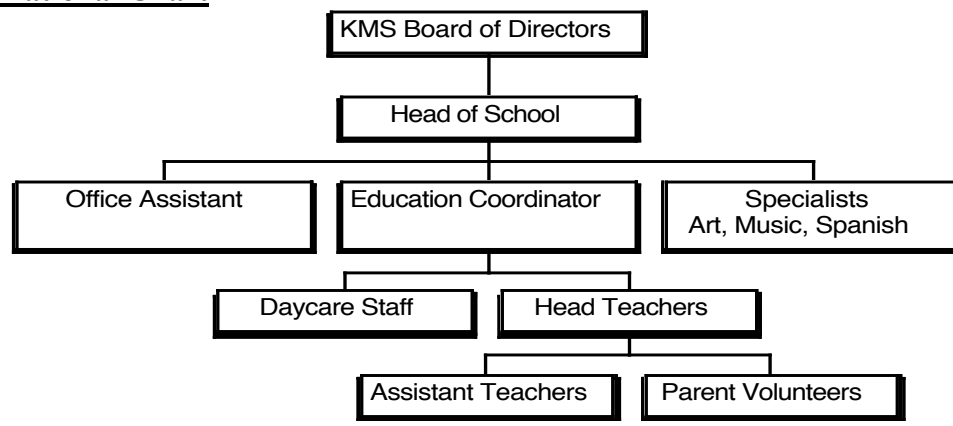 KMS Board of Directors
Head of School
Office Assistant
Education Coordinator
Specialists
Art, Music, Spanish
Daycare Staff
Head Teachers
Assistant Teachers
Parent Volunteers